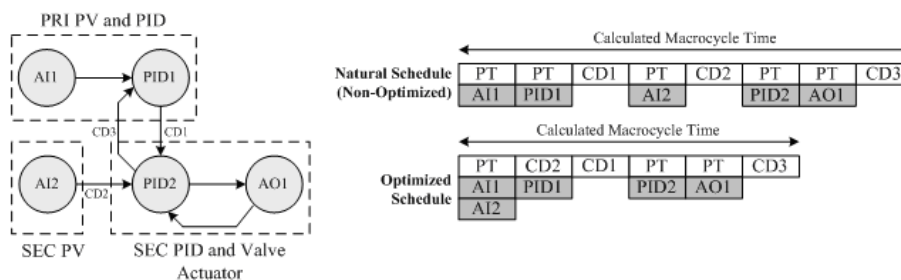 PRI PV and PID
AI1
PID1
CD3
CD1
AI2
CD2
PID2
AO1
SEC PV
SEC PID and Valve
Actuator
Calculated Macrocycle Time
Natural Schedule
(Non-Optimized)
PT PT CD1 PT CD2 PT PT CD3
AI1 PID1 AI2 PID2 AO1
Calculated Macrocycle Time
Optimized
Schedule
PT CD2 CD1 PT PT CD3
AI1 PID1 PID2 AO1
AI2